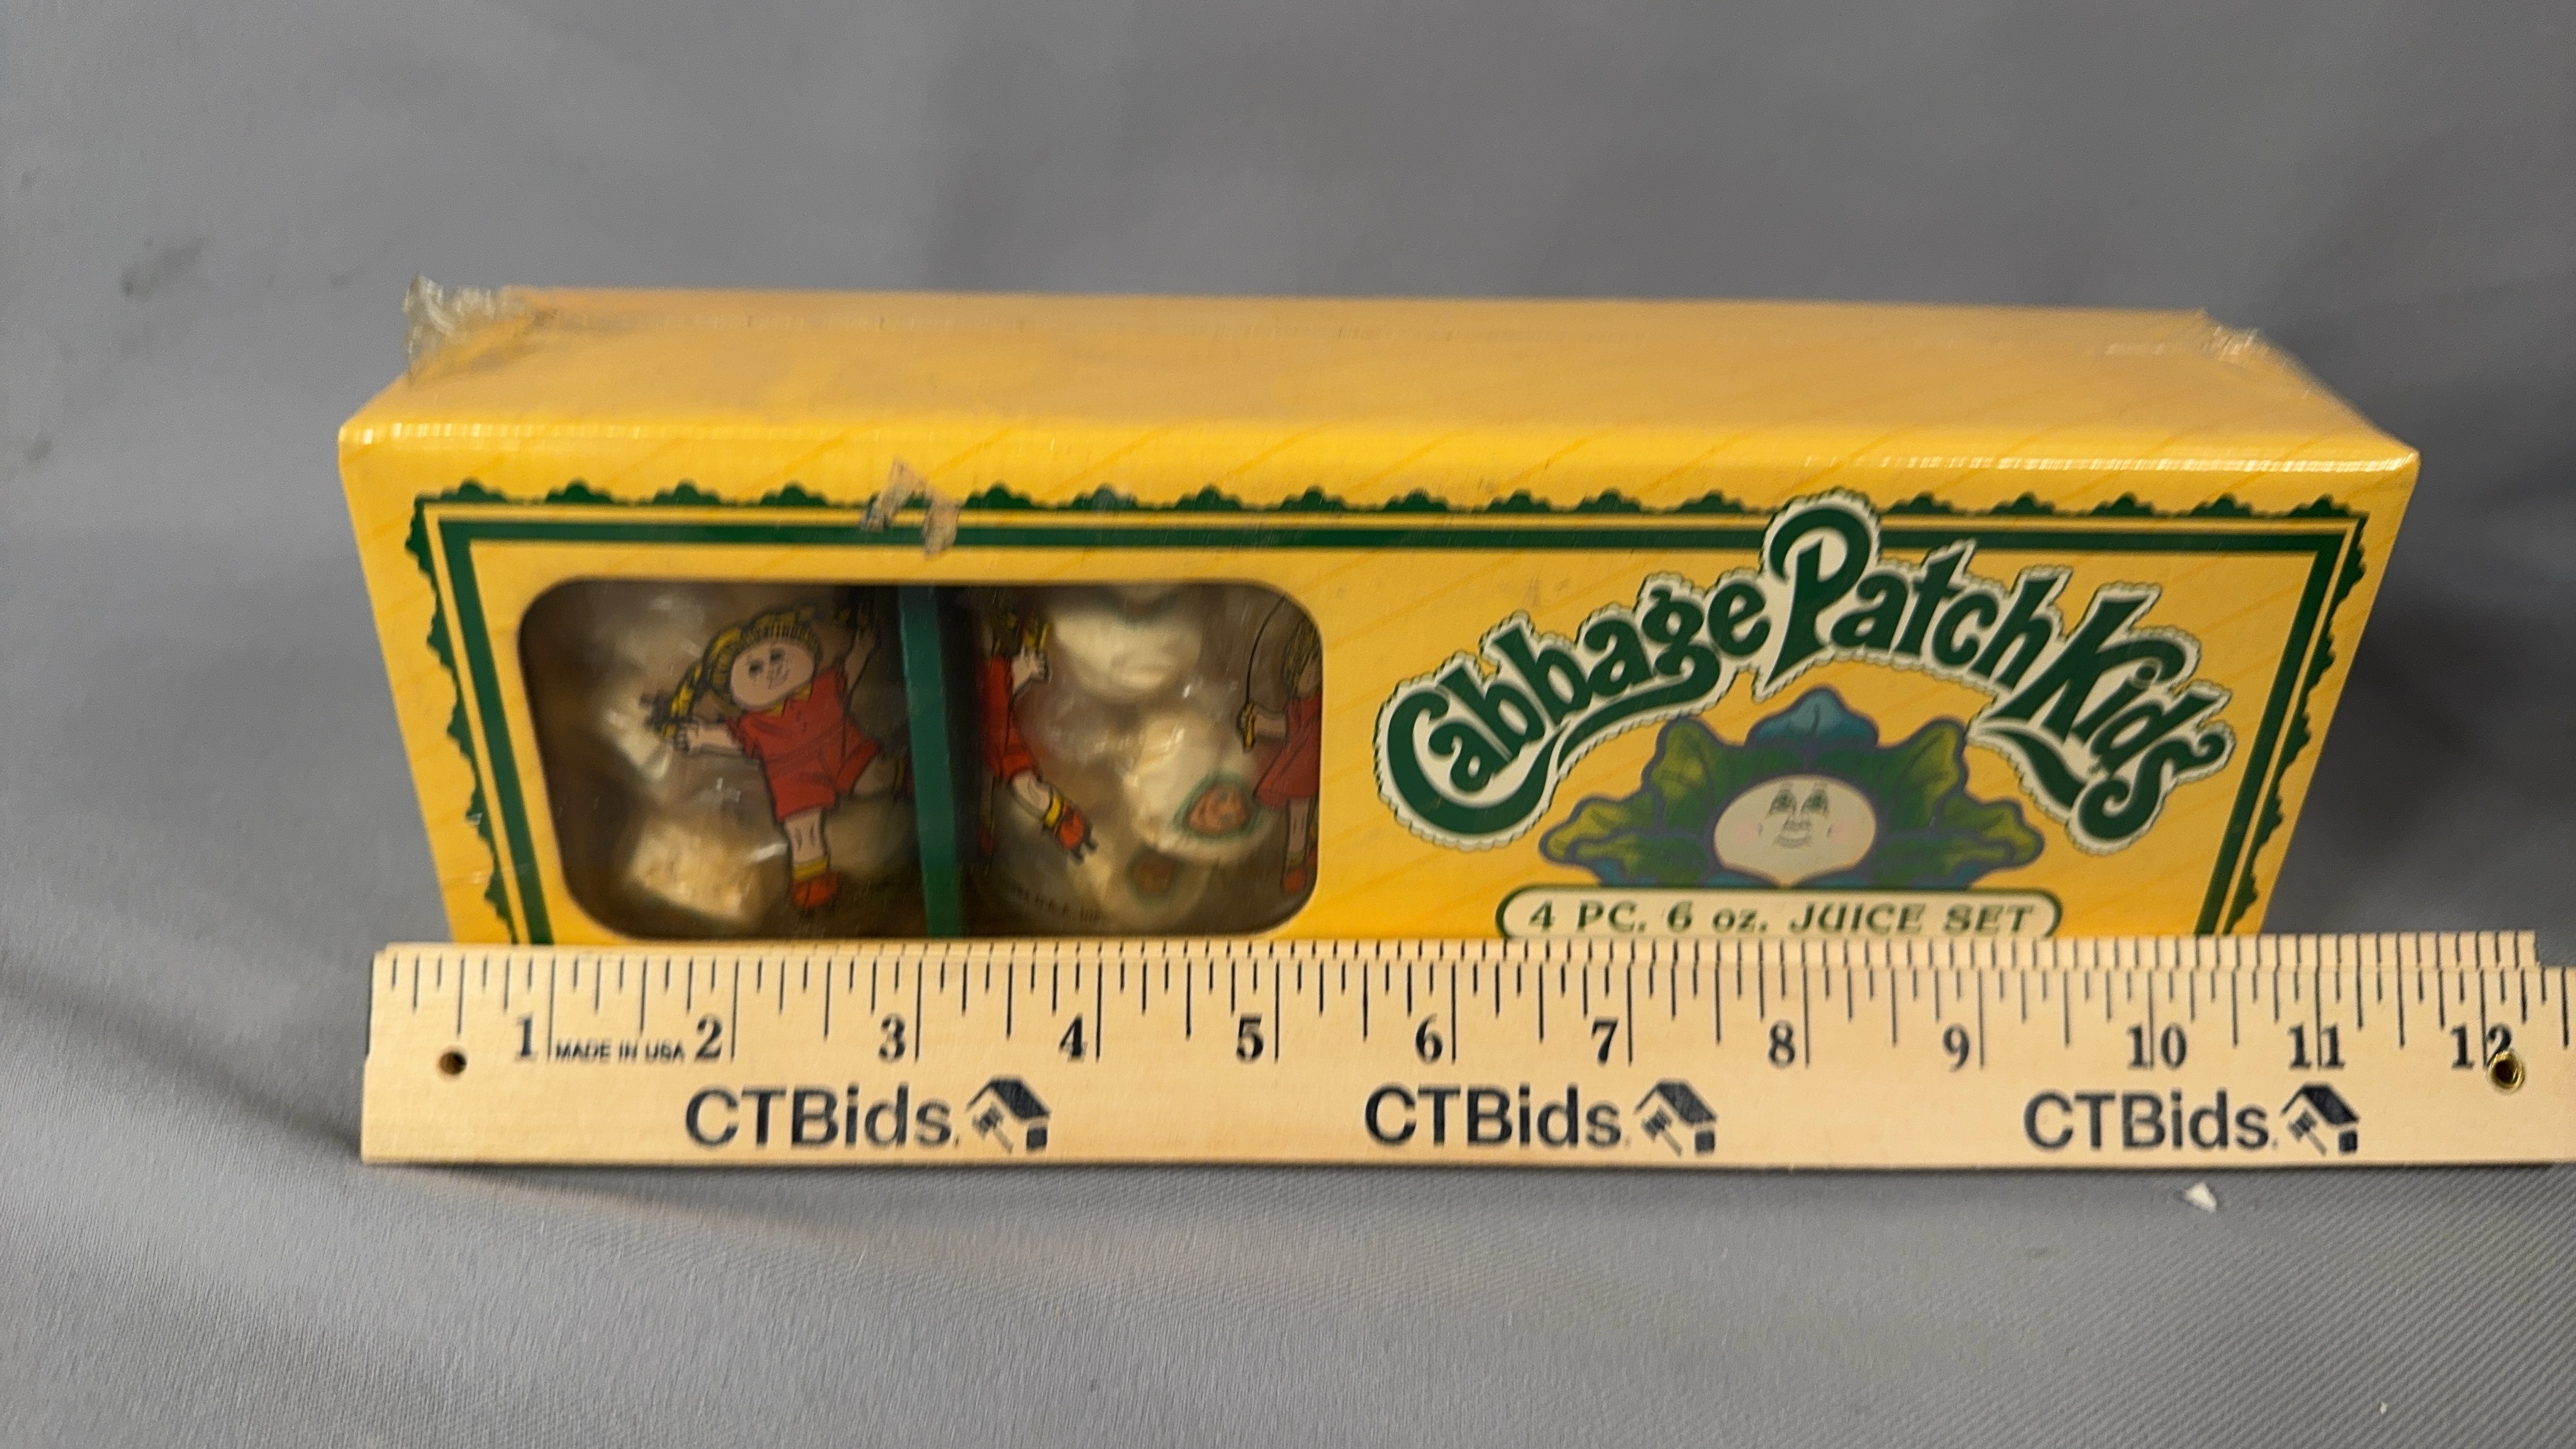 Cabbage Patch Kids
4 PC. 6 oz. JUICE SET
1 2 3 4 5 6 7 8 9 10 11 12
MADE IN USA
CTBids. CTBids. CTBids.